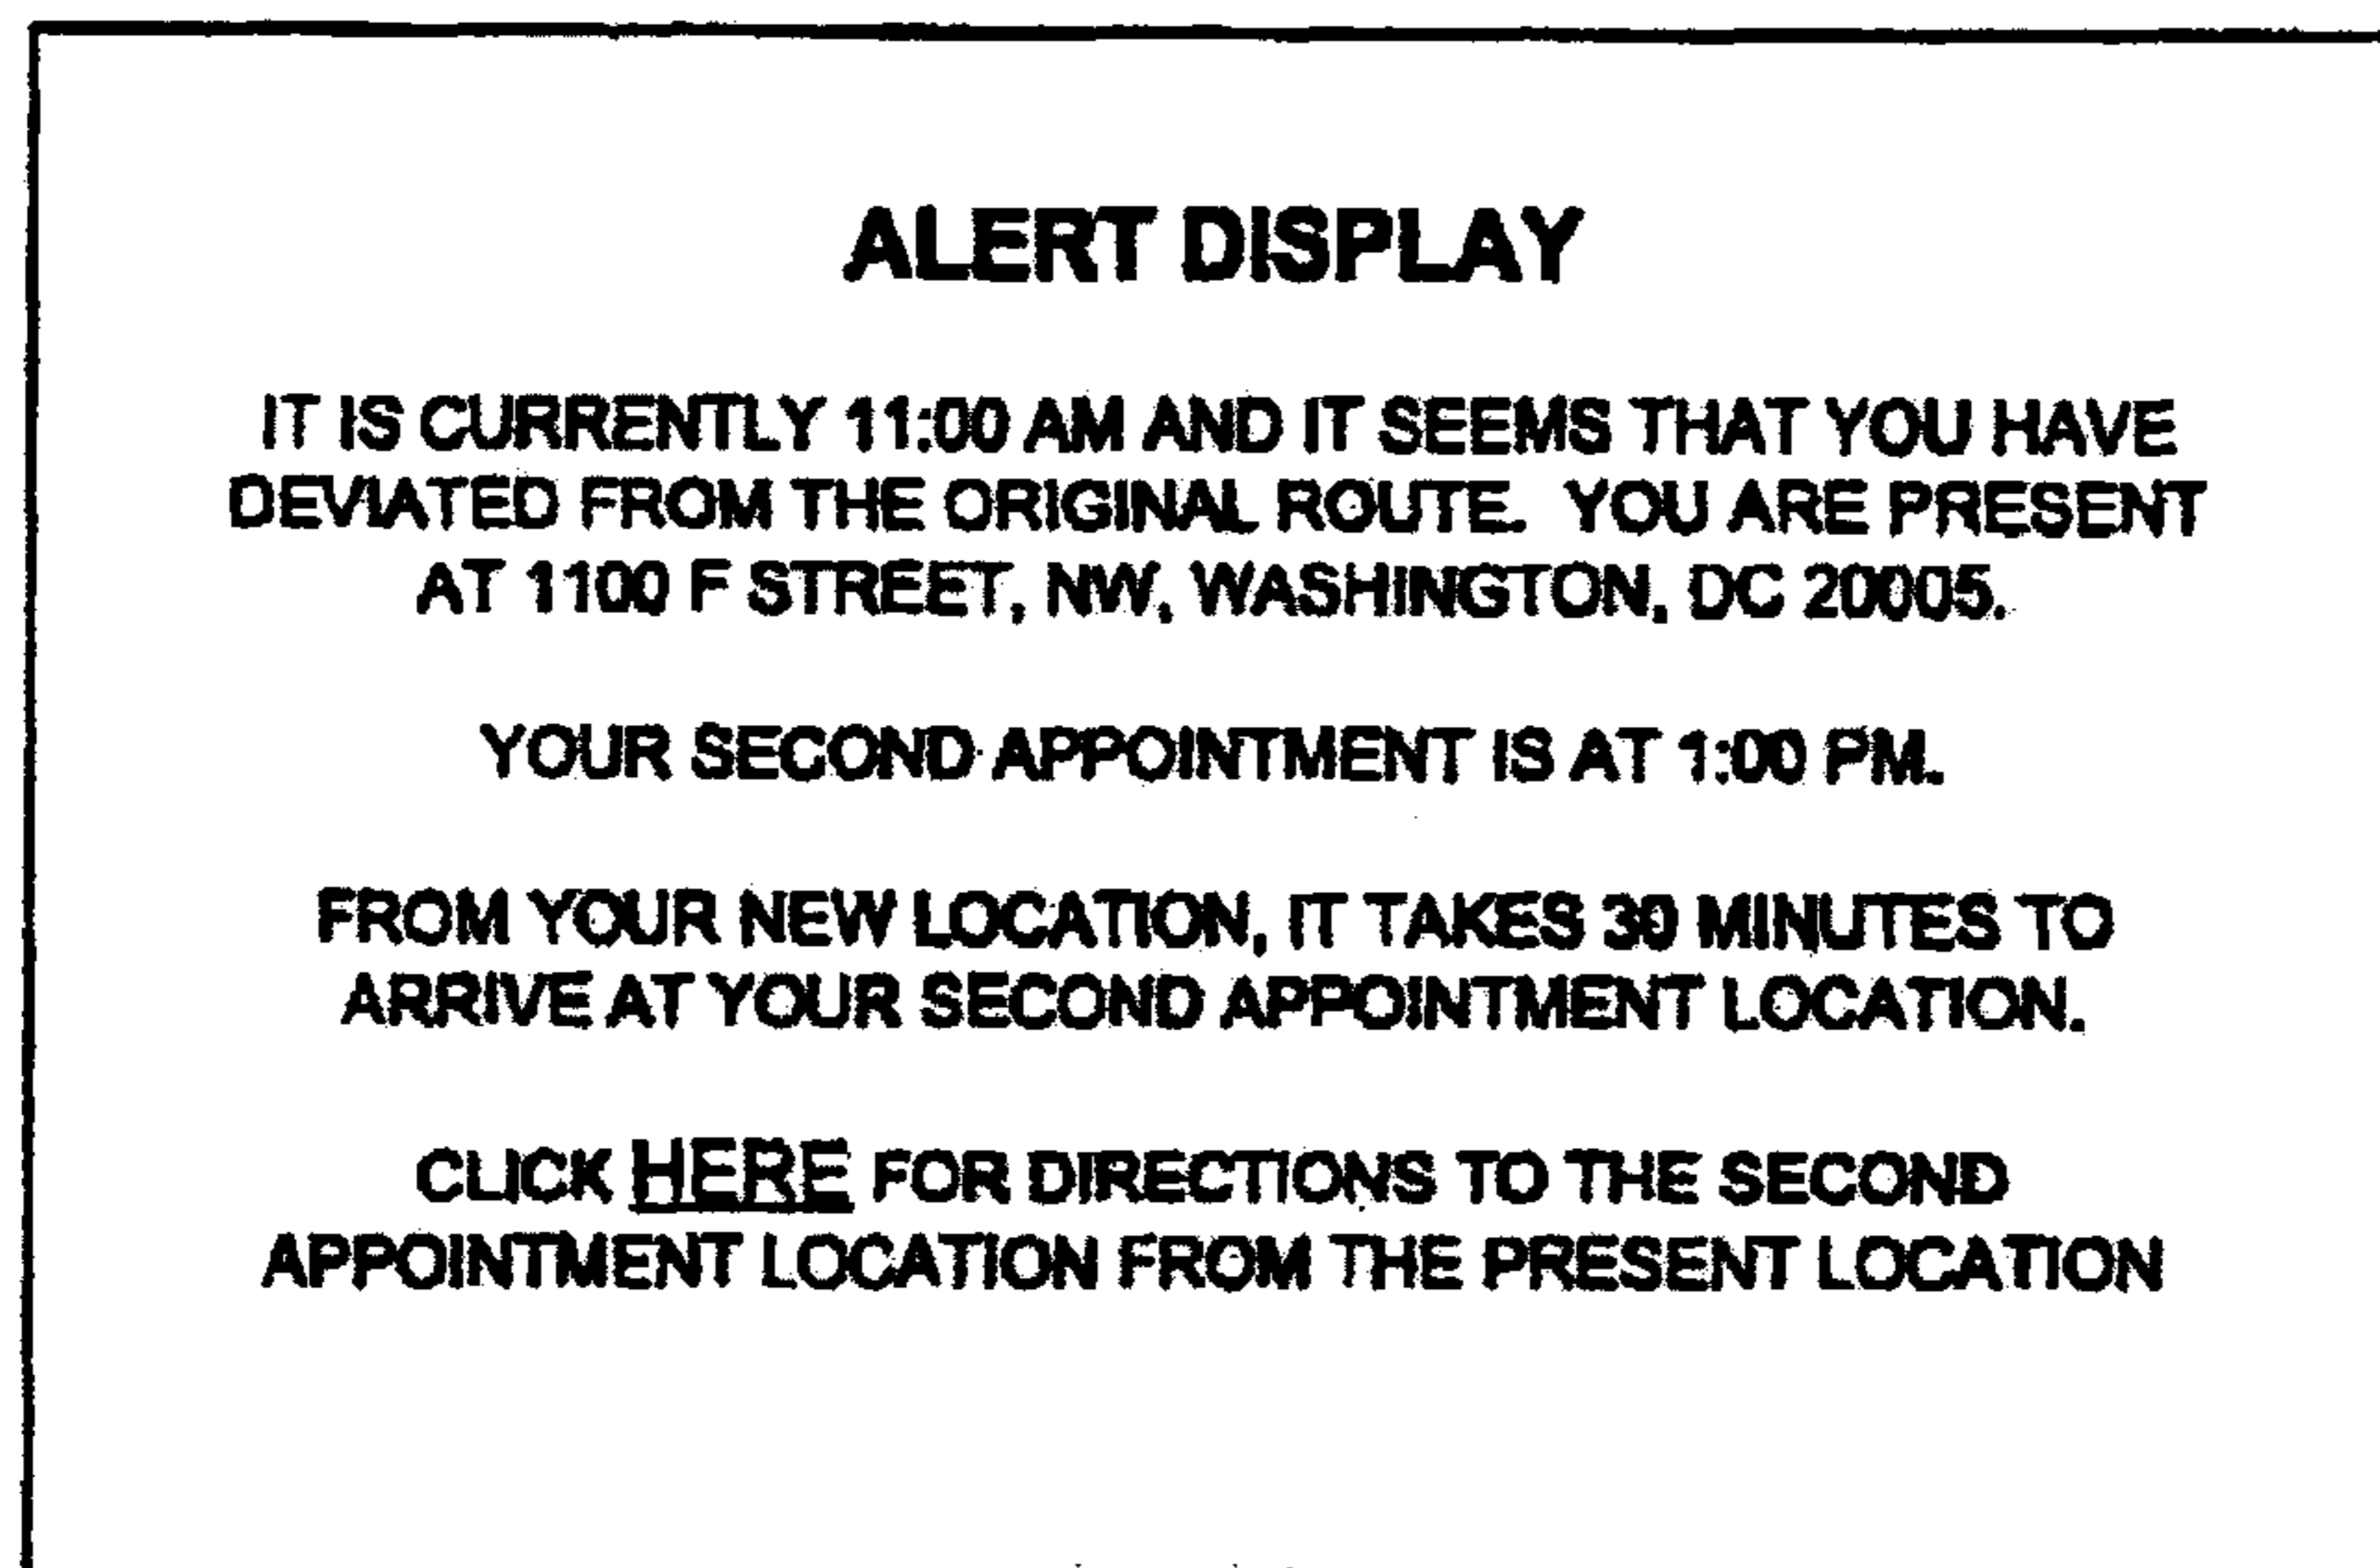 ALERT DISPLAY
IT IS CURRENTLY 11:00 AM AND IT SEEMS THAT YOU HAVE
DEVIATED FROM THE ORIGINAL ROUTE. YOU ARE PRESENT
AT 1100 F STREET, NW, WASHINGTON, DC 20005.
YOUR SECOND APPOINTMENT IS AT 1:00 PM.
FROM YOUR NEW LOCATION, IT TAKES 30 MINUTES TO
ARRIVE AT YOUR SECOND APPOINTMENT LOCATION.
CLICK HERE FOR DIRECTIONS TO THE SECOND
APPOINTMENT LOCATION FROM THE PRESENT LOCATION